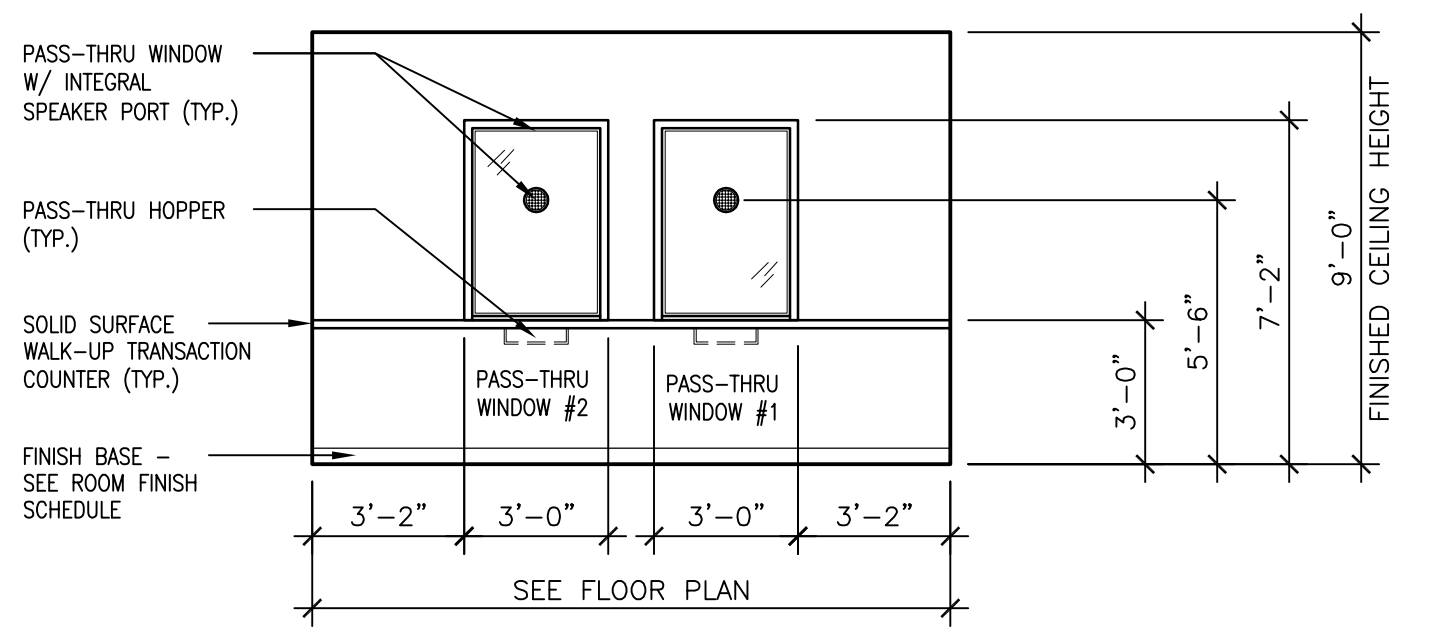 PASS-THRU WINDOW
W/ INTEGRAL
SPEAKER PORT (TYP.)
PASS-THRU HOPPER
(TYP.)
SOLID SURFACE
WALK-UP TRANSACTION
COUNTER (TYP.)
FINISH BASE -
SEE ROOM FINISH
SCHEDULE
PASS-THRU
WINDOW #2
PASS-THRU
WINDOW #1
3'-2"
3'-0"
3'-0"
3'-2"
SEE FLOOR PLAN
3'-0"
5'-6"
7'-2"
9'-0"
FINISHED CEILING HEIGHT